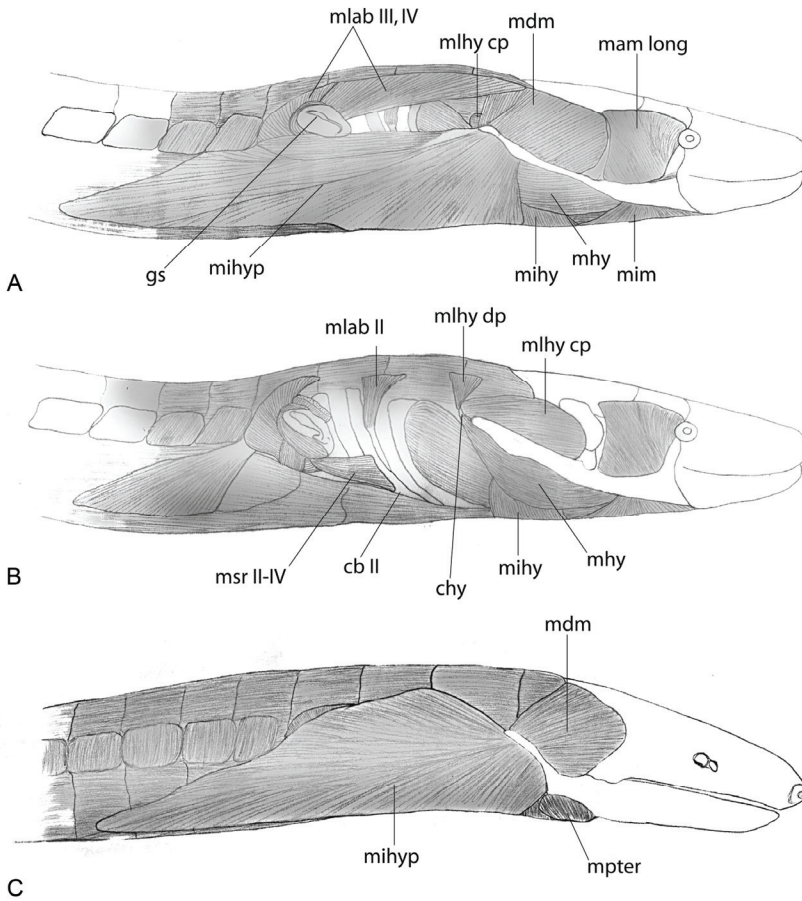 mlab III, IV
mlhy cp
mdm
mam long
gs
mihyp
mihy
mhy
mim
A
mlab II
mlhy dp
mlhy cp
msr II-IV
cb II
chy
mihy
mhy
B
mdm
mihyp
mpter
C